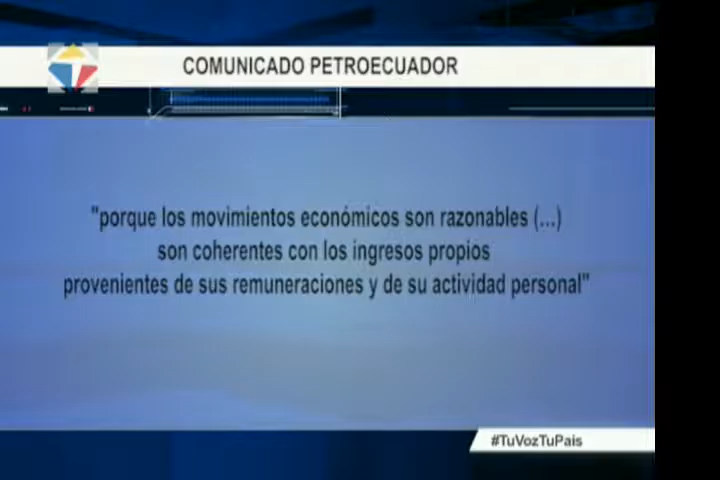 COMUNICADO PETROECUADOR
"porque los movimientos económicos son razonables (...)
son coherentes con los ingresos propios
provenientes de sus remuneraciones y de su actividad personal"
#TuVozTuPais